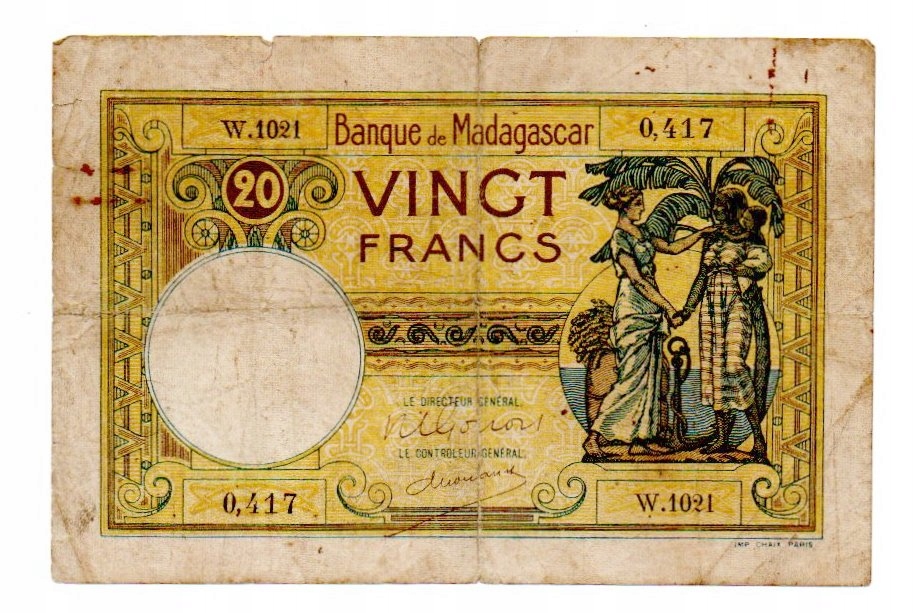 W.1021 Banque de Madagascar 0,417
20 VINGT
FRANCS
LE DIRECTEUR GÉNÉRAL,
LE CONTROLEUR GÉNÉRAL,
0,417 W.1021
IMP. CHAIX PARIS